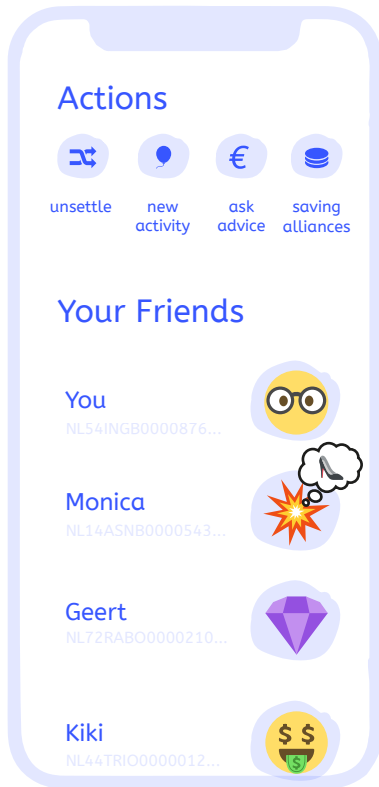 Actions
€
unsettle new activity ask advice saving alliances
Your Friends
You
NL54INGB0000876...
Monica
NL14ASNB0000543...
Geert
NL72RABO0000210...
Kiki
NL44TRIO0000012...